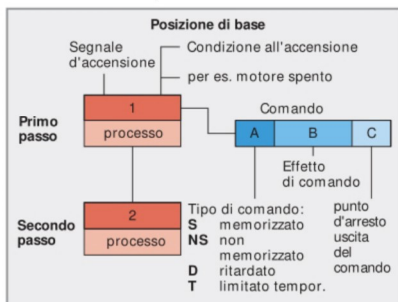 Posizione di base
Segnale
d'accensione
Condizione all'accensione
per es. motore spento
Primo
passo
1
processo
Comando
A
B
C
Effetto
di comando
Secondo
passo
2
processo
Tipo di comando:
S memorizzato
NS non
memorizzato
D ritardato
T limitato tempor.
punto
d'arresto
uscita
del
comando